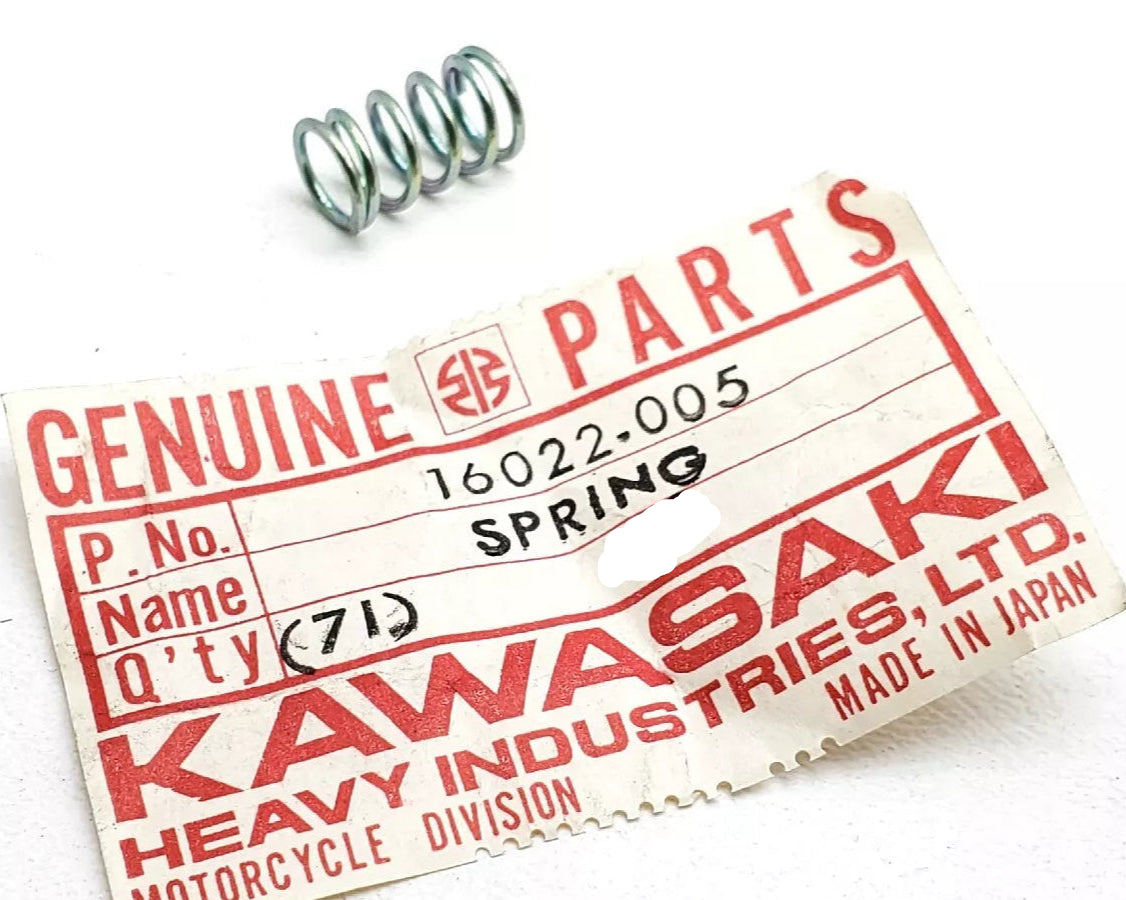 GENUINE PARTS
P. No. 16022-005
Name SPRING
Q'ty (71)
KAWASAKI
HEAVY INDUSTRIES, LTD.
MOTORCYCLE DIVISION MADE IN JAPAN